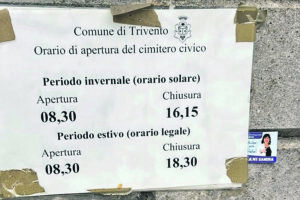 Comune di Trivento
Orario di apertura del cimitero civico
Periodo invernale (orario solare)
Apertura Chiusura
08,30 16,15
Periodo estivo (orario legale)
Apertura Chiusura
08,30 18,30